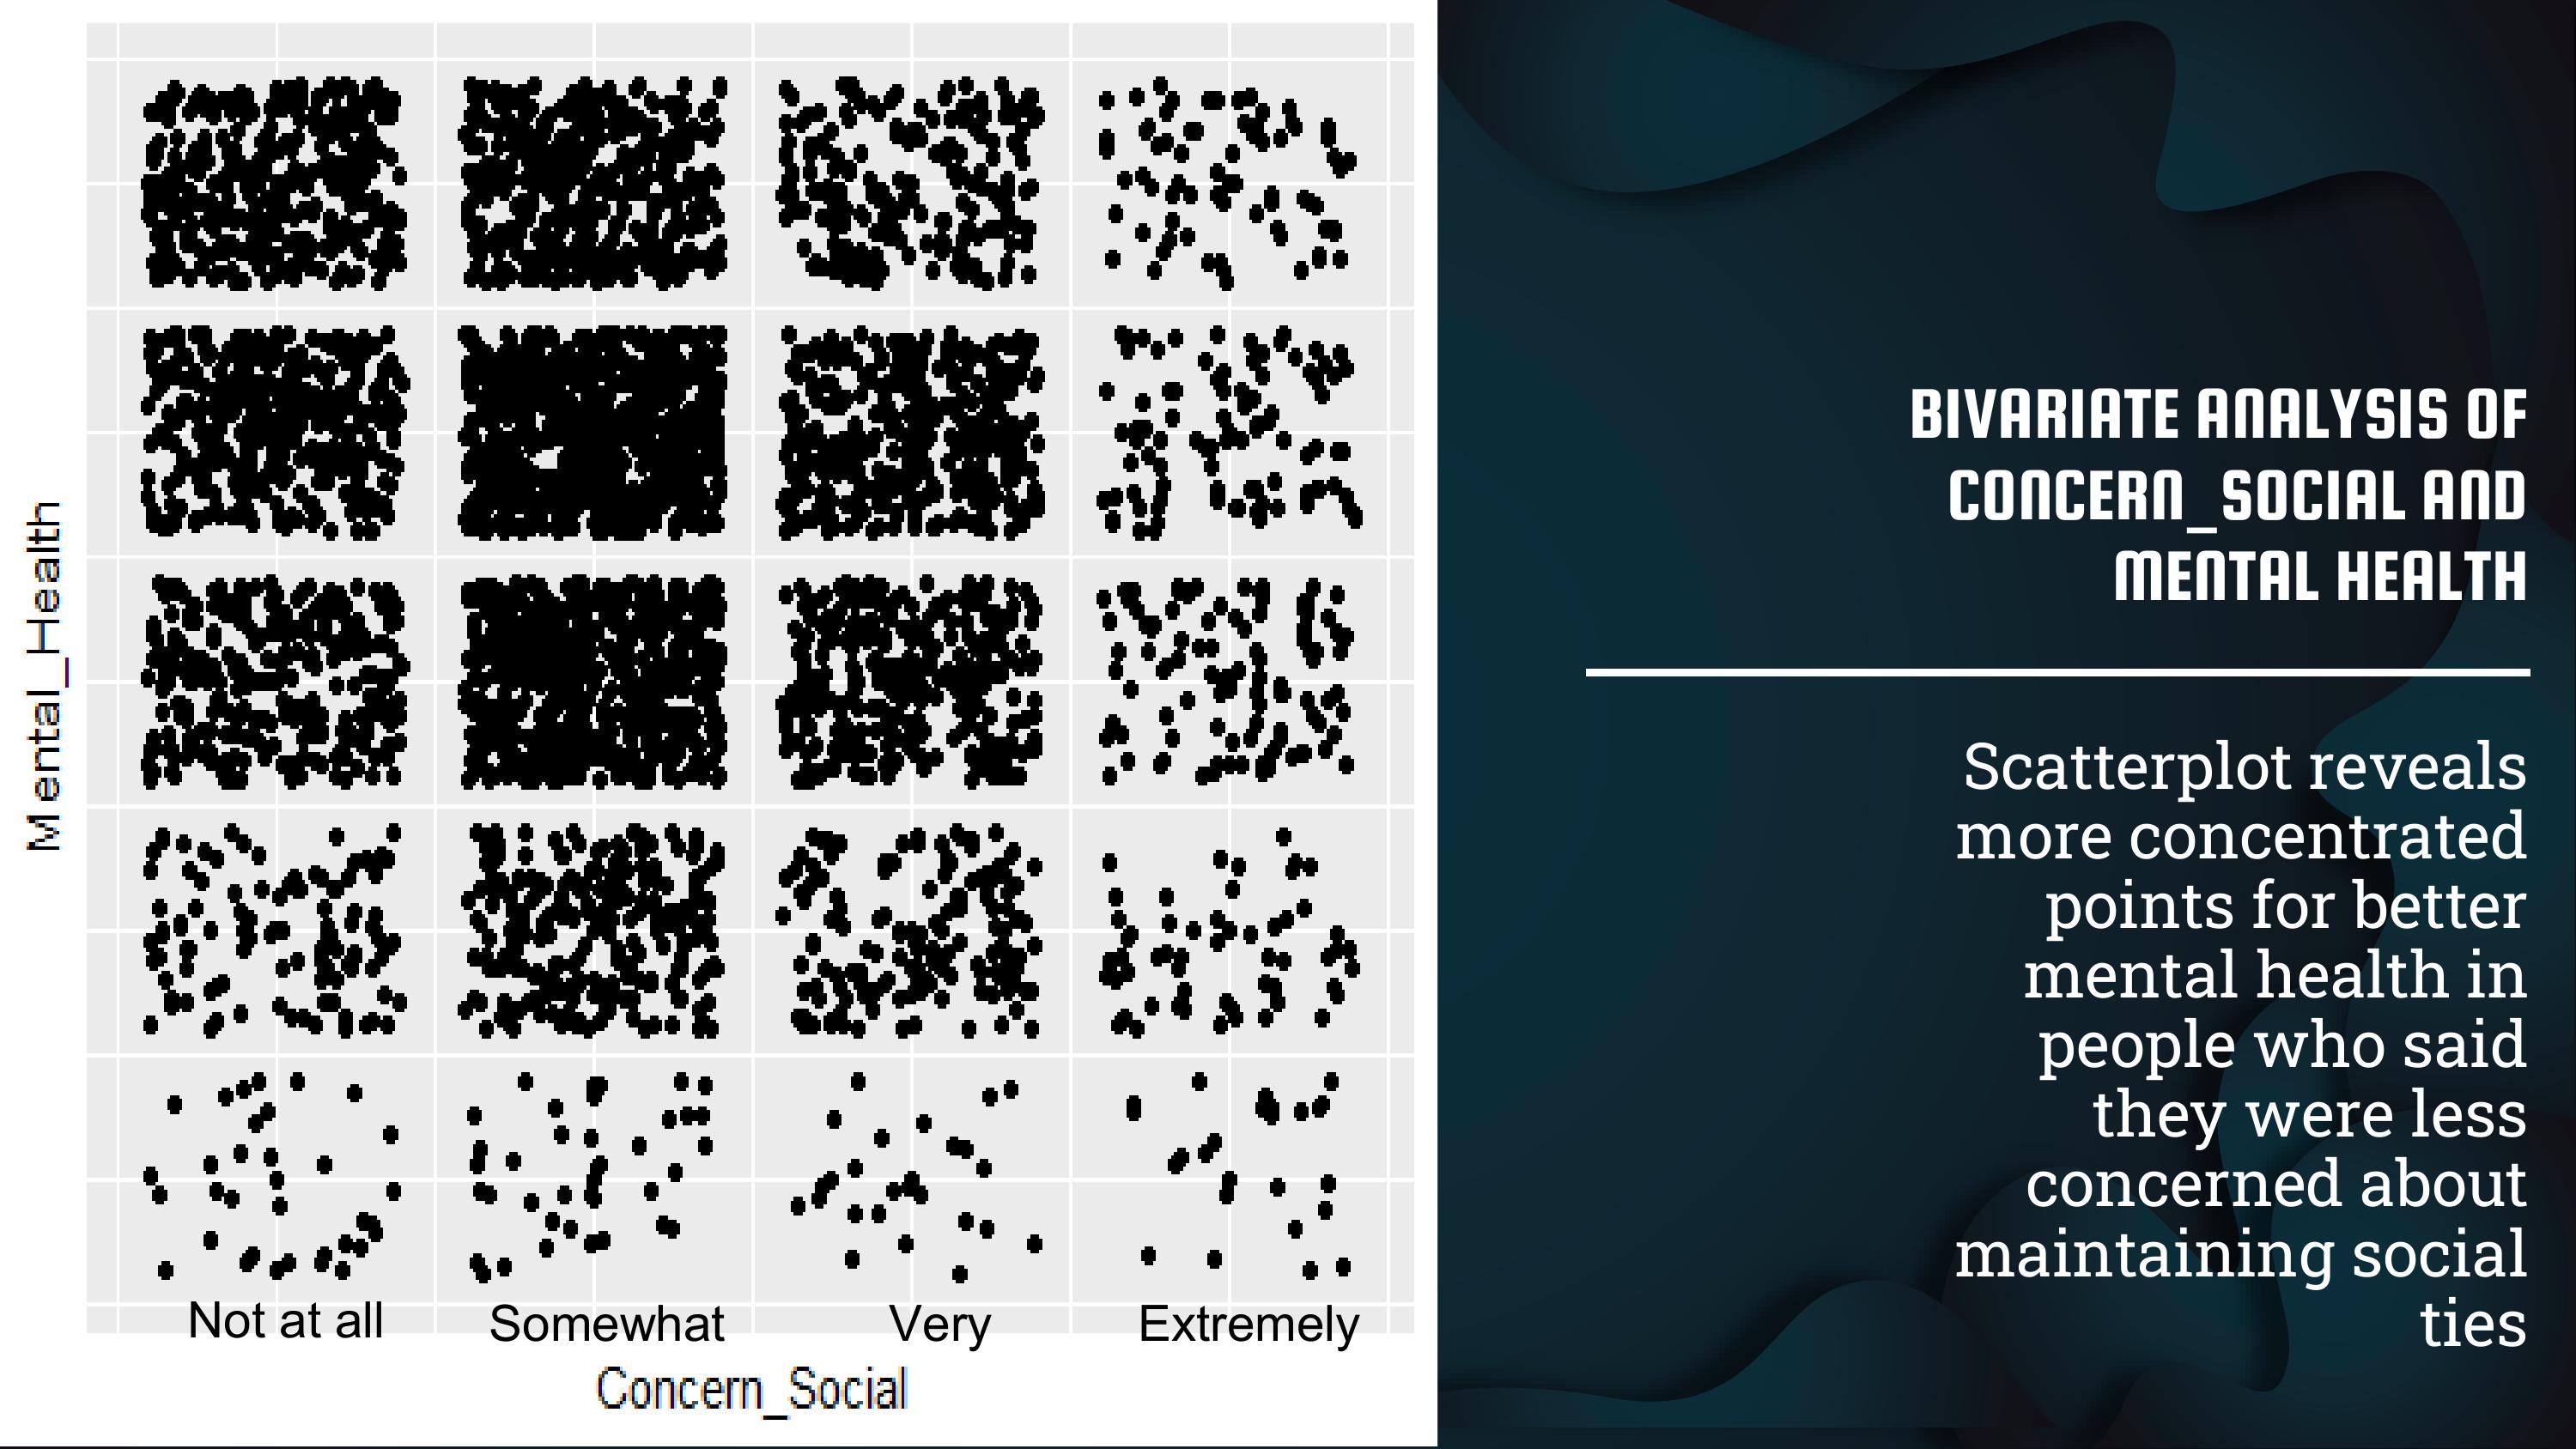 Mental_Health
Not at all
Somewhat
Very
Extremely
Concern_Social
BIVARIATE ANALYSIS OF
CONCERN_SOCIAL AND
MENTAL HEALTH
Scatterplot reveals
more concentrated
points for better
mental health in
people who said
they were less
concerned about
maintaining social
ties